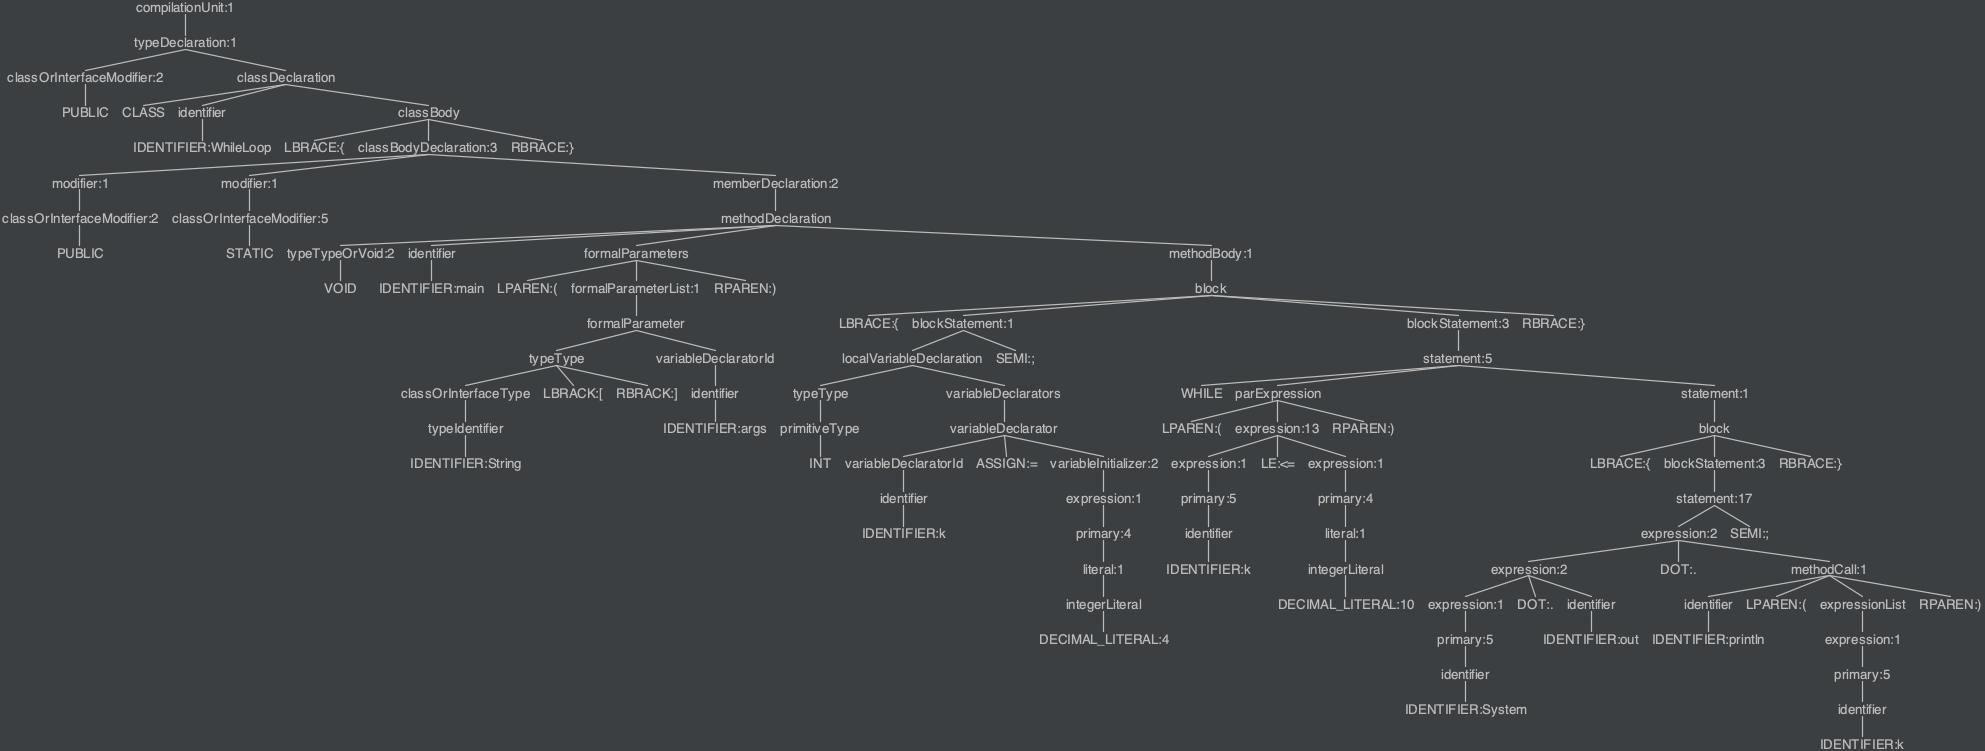 compilationUnit:1
typeDeclaration:1
classOrInterfaceModifier:2 classDeclaration
PUBLIC CLASS identifier classBody
IDENTIFIER:WhileLoop LBRACE:{ classBodyDeclaration:3 RBRACE:}
modifier:1 modifier:1 memberDeclaration:2
classOrInterfaceModifier:2 classOrInterfaceModifier:5 methodDeclaration
PUBLIC STATIC typeTypeOrVoid:2 identifier formalParameters methodBody:1
VOID IDENTIFIER:main LPAREN:( formalParameterList:1 RPAREN:) block
formalParameter LBRACE:{ blockStatement:1 blockStatement:3 RBRACE:}
typeType variableDeclaratorId localVariableDeclaration SEMI:; statement:5
classOrInterfaceType LBRACK:[ RBRACK:] identifier typeType variableDeclarators WHILE parExpression statement:1
typeIdentifier IDENTIFIER:args primitiveType variableDeclarator LPAREN:( expression:13 RPAREN:) block
IDENTIFIER:String INT variableDeclaratorId ASSIGN:= variableInitializer:2 expression:1 LE:<= expression:1 LBRACE:{ blockStatement:3 RBRACE:}
identifier expression:1 primary:5 primary:4 statement:17
IDENTIFIER:k primary:4 identifier literal:1 expression:2 SEMI:;
literal:1 IDENTIFIER:k integerLiteral expression:2 DOT:. methodCall:1
integerLiteral DECIMAL_LITERAL:10 expression:1 DOT:. identifier identifier LPAREN:( expressionList RPAREN:)
DECIMAL_LITERAL:4 primary:5 IDENTIFIER:out IDENTIFIER:println expression:1
identifier primary:5
IDENTIFIER:System identifier
IDENTIFIER:k